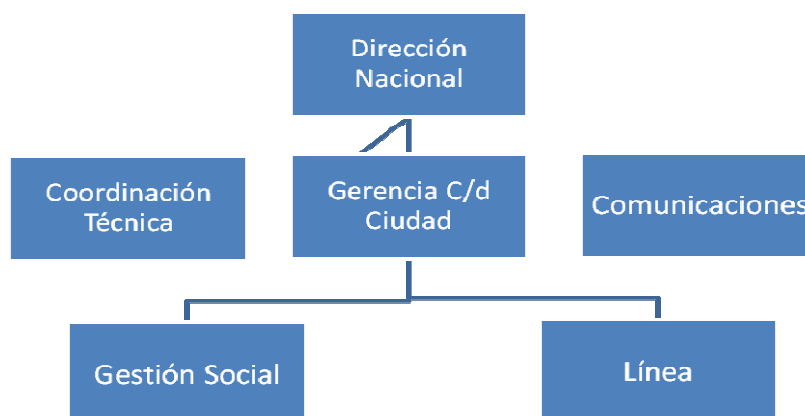 Dirección
Nacional
Coordinación
Técnica
Gerencia C/d
Ciudad
Comunicaciones
Gestión Social
Línea